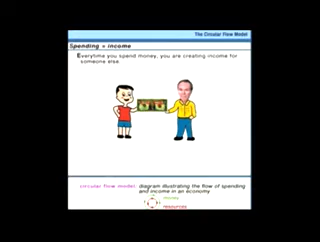 The Circular Flow Model
Spending = income
Everytime you spend money, you are creating income for
someone else
circular flow model: diagram illustrating the flow of spending
and income in an economy
money
resources